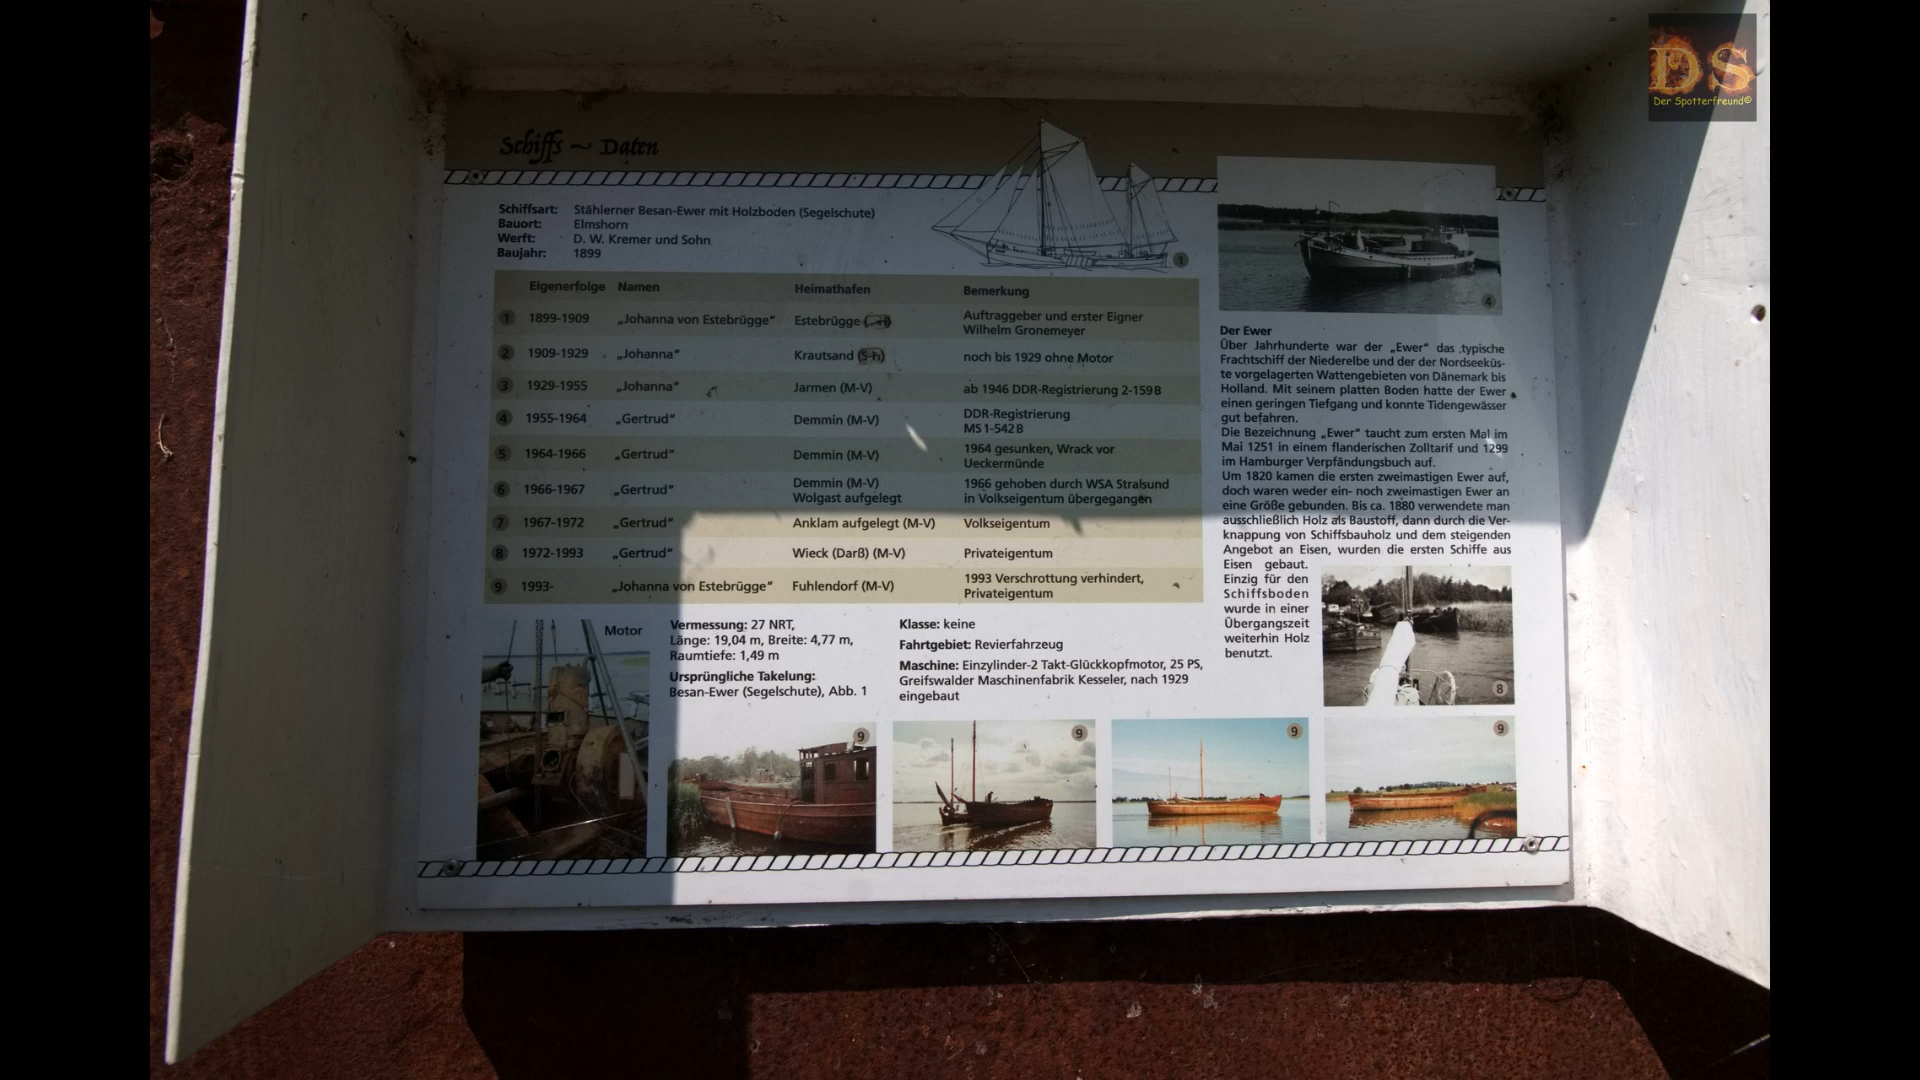 DS
Der Spotterfreund©
Schiffs ~ Daten
Schiffsart: Stählerner Besan-Ewer mit Holzboden (Segelschute)
Bauort: Elmshorn
Werft: D. W. Kremer und Sohn
Baujahr: 1899
1
4
Eigenerfolge Namen Heimathafen Bemerkung
1 1899-1909 „Johanna von Estebrügge“ Estebrügge Auftraggeber und erster Eigner
Wilhelm Gronemeyer
2 1909-1929 „Johanna“ Krautsand (S-H) noch bis 1929 ohne Motor
3 1929-1955 „Johanna“ Jarmen (M-V) ab 1946 DDR-Registrierung 2-159 B
4 1955-1964 „Gertrud“ Demmin (M-V) DDR-Registrierung
MS 1-542 B
5 1964-1966 „Gertrud“ Demmin (M-V) 1964 gesunken, Wrack vor
Ueckermünde
6 1966-1967 „Gertrud“ Demmin (M-V) 1966 gehoben durch WSA Stralsund
Wolgast aufgelegt in Volkseigentum übergegangen
7 1967-1972 „Gertrud“ Anklam aufgelegt (M-V) Volkseigentum
8 1972-1993 „Gertrud“ Wieck (Darß) (M-V) Privateigentum
9 1993- „Johanna von Estebrügge“ Fuhlendorf (M-V) 1993 Verschrottung verhindert,
Privateigentum
Motor
Vermessung: 27 NRT,
Länge: 19,04 m, Breite: 4,77 m,
Raumtiefe: 1,49 m
Ursprüngliche Takelung:
Besan-Ewer (Segelschute), Abb. 1
Klasse: keine
Fahrtgebiet: Revierfahrzeug
Maschine: Einzylinder-2 Takt-Glückkopfmotor, 25 PS,
Greifswalder Maschinenfabrik Kesseler, nach 1929
eingebaut
Der Ewer
Über Jahrhunderte war der „Ewer“ das typische
Frachtschiff der Niederelbe und der der Nordseeküs-
te vorgelagerten Wattengebieten von Dänemark bis
Holland. Mit seinem platten Boden hatte der Ewer
einen geringen Tiefgang und konnte Tidengewässer
gut befahren.
Die Bezeichnung „Ewer“ taucht zum ersten Mal im
Mai 1251 in einem flanderischen Zolltarif und 1299
im Hamburger Verpfändungsbuch auf.
Um 1820 kamen die ersten zweimastigen Ewer auf,
doch waren weder ein- noch zweimastigen Ewer an
eine Größe gebunden. Bis ca. 1880 verwendete man
ausschließlich Holz als Baustoff, dann durch die Ver-
knappung von Schiffsbauholz und dem steigenden
Angebot an Eisen, wurden die ersten Schiffe aus
Eisen gebaut.
Einzig für den
Schiffsboden
wurde in einer
Übergangszeit
weiterhin Holz
benutzt.
8
9
9
9
9